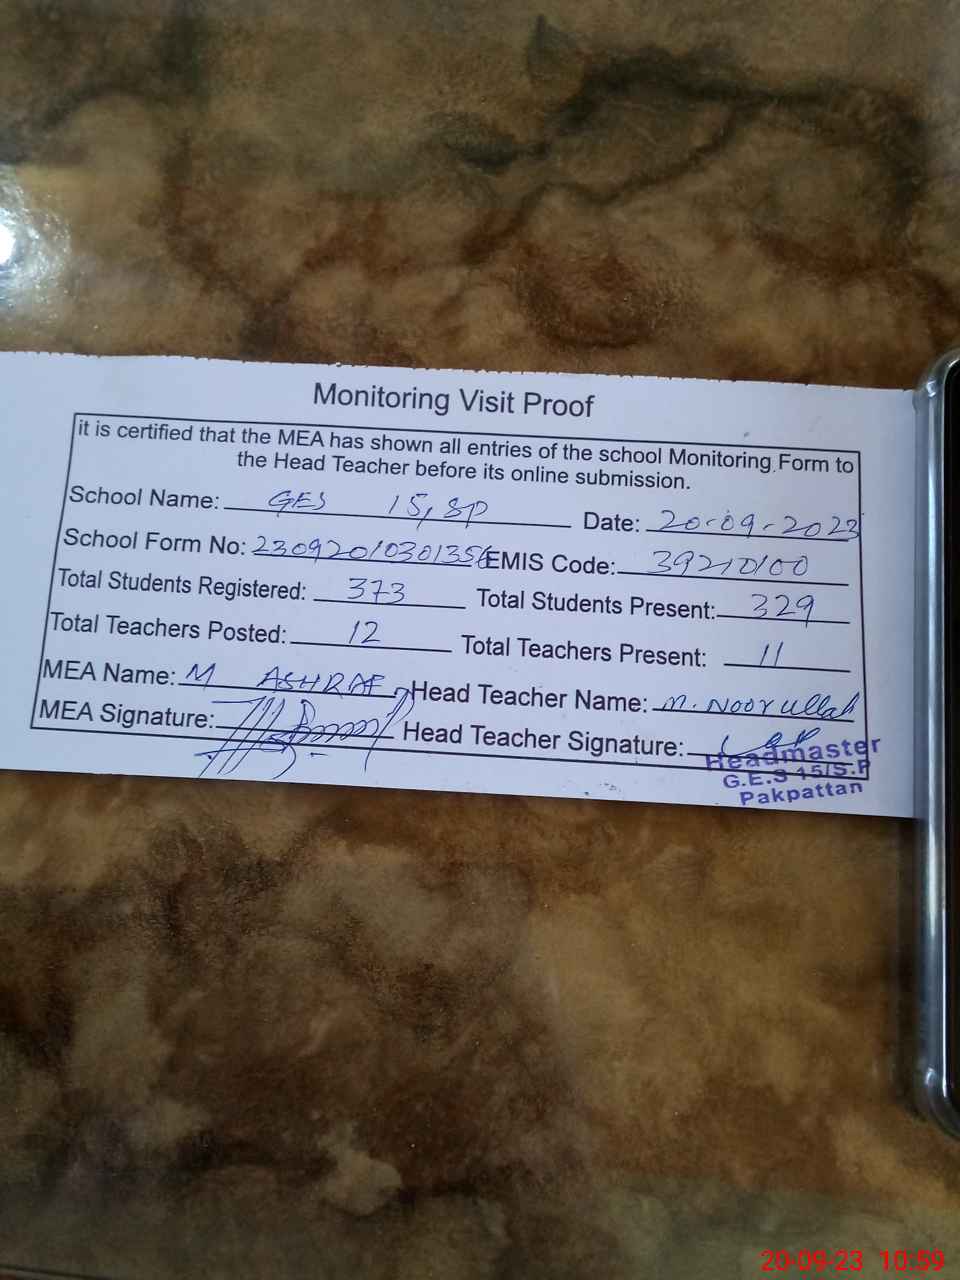 Monitoring Visit Proof
it is certified that the MEA has shown all entries of the school Monitoring Form to
the Head Teacher before its online submission.
School Name: GES 15, SP Date: 20-09-2023
School Form No: 2309201030135 EMIS Code: 39210100
Total Students Registered: 373 Total Students Present: 329
Total Teachers Posted: 12 Total Teachers Present: 11
MEA Name: M ASHRAF Head Teacher Name: M. Noor ullah
MEA Signature: Head Teacher Signature:
Headmaster
G.E.S 15/S.P
Pakpattan
20-09-23 10:59